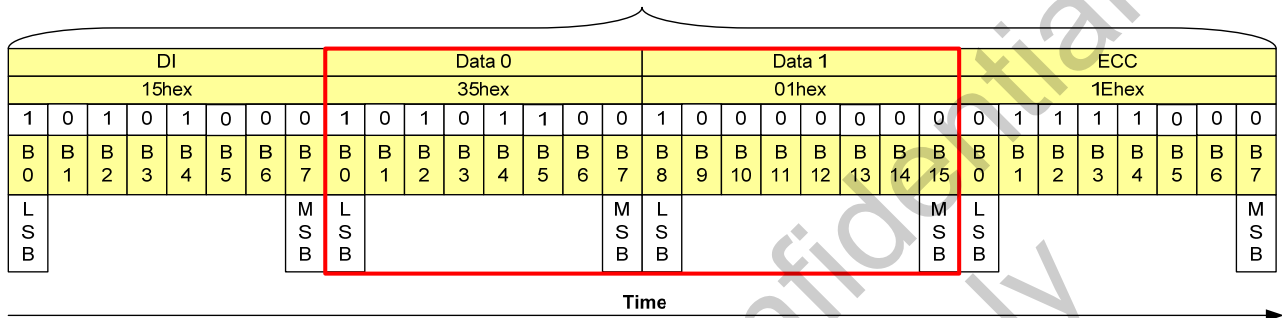 DI Data 0 Data 1 ECC
15hex 35hex 01hex 1Ehex
1 0 1 0 1 0 0 0 1 0 1 0 1 1 0 0 1 0 0 0 0 0 0 0 0 1 1 1 1 0 0 0
B0 B1 B2 B3 B4 B5 B6 B7 B0 B1 B2 B3 B4 B5 B6 B7 B8 B9 B10 B11 B12 B13 B14 B15 B0 B1 B2 B3 B4 B5 B6 B7
LSB MSB LSB MSB LSB MSB LSB MSB
Time